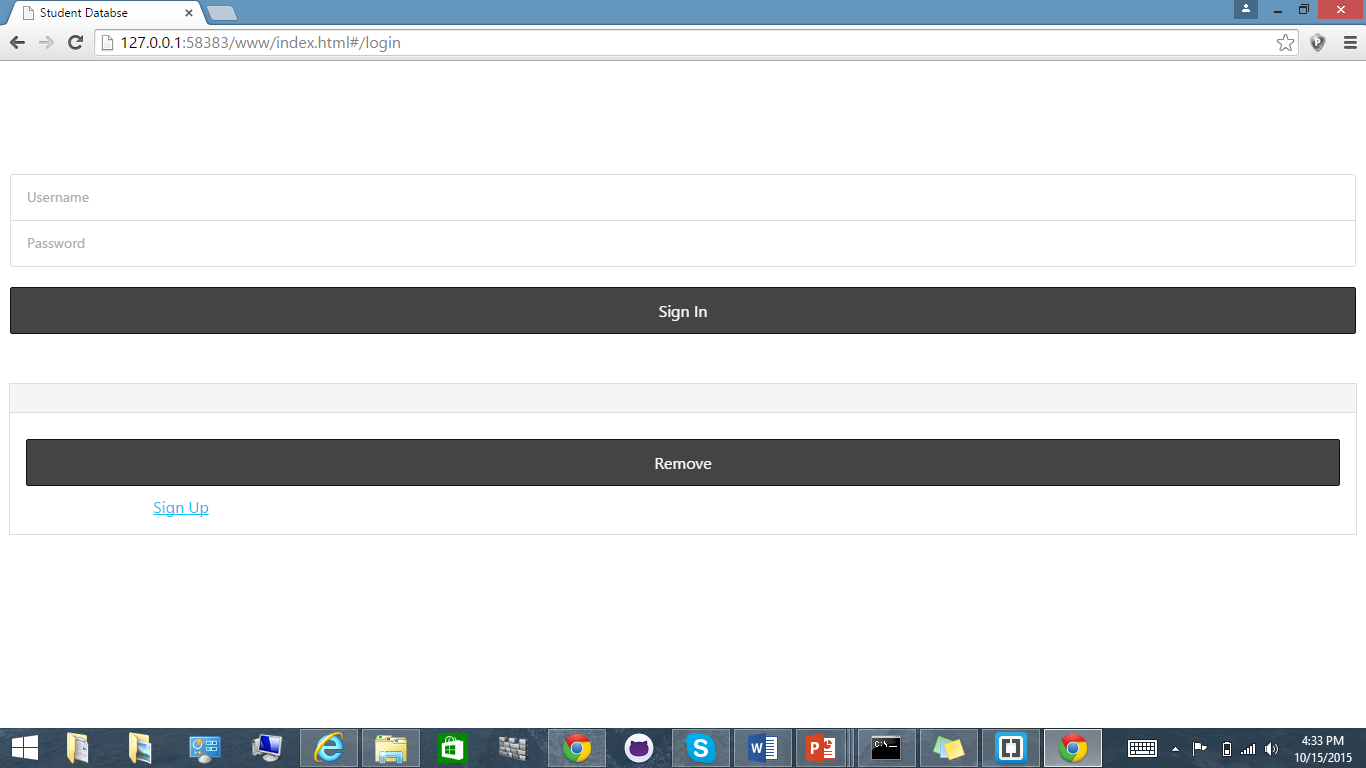 Student Databse
127.0.0.1:58383/www/index.html#/login
Username
Password
Sign In
Remove
Sign Up
4:33 PM
10/15/2015